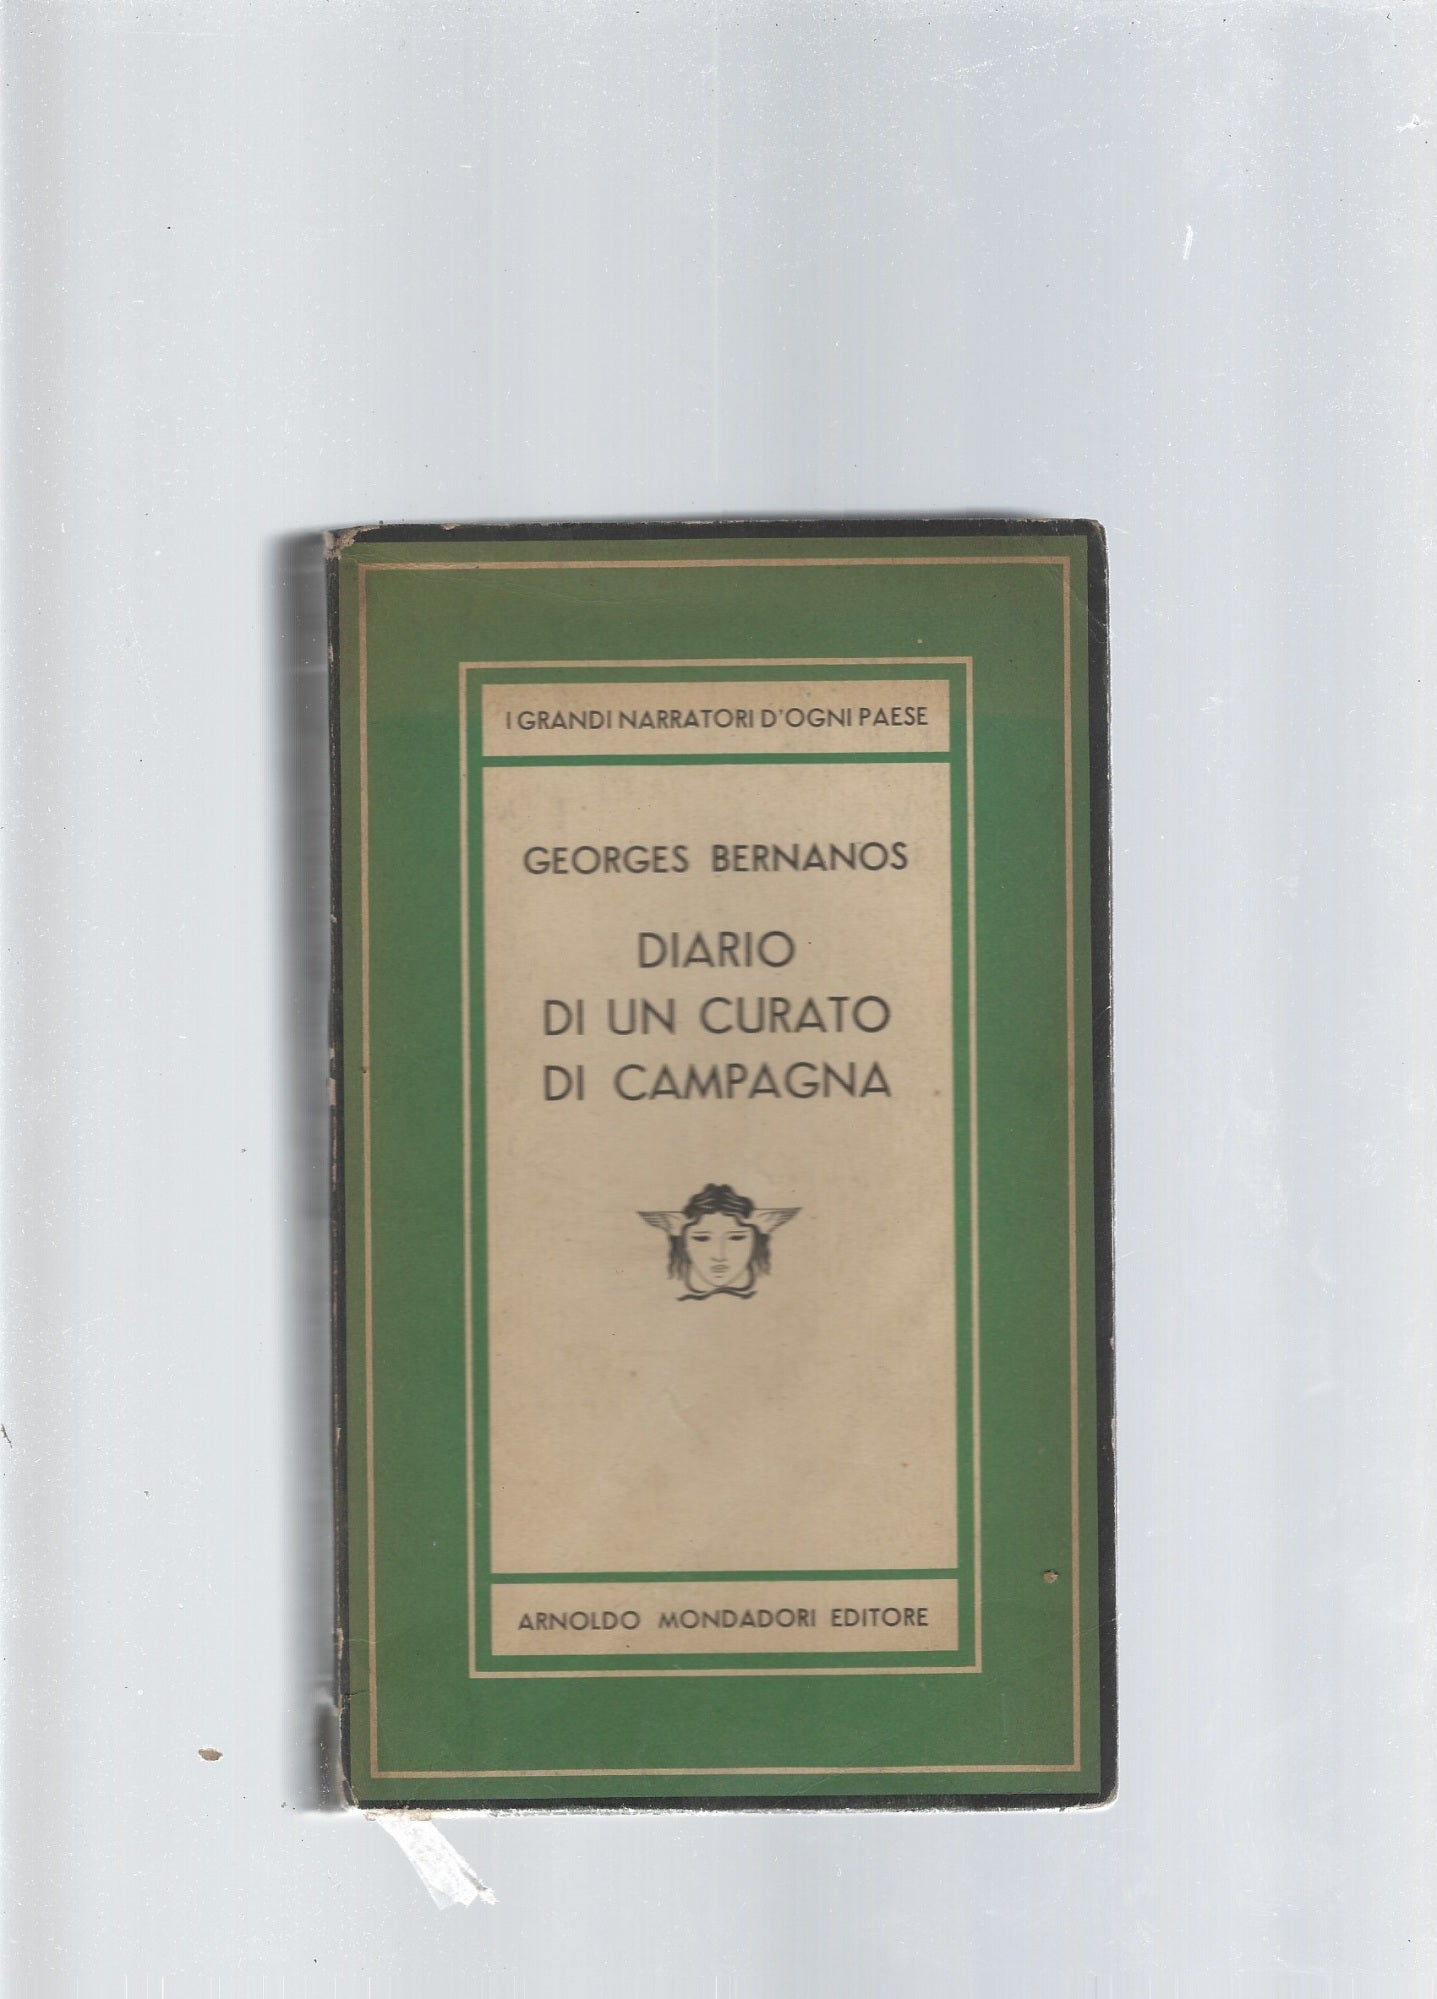 I GRANDI NARRATORI D'OGNI PAESE
GEORGES BERNANOS
DIARIO
DI UN CURATO
DI CAMPAGNA
ARNOLDO MONDADORI EDITORE